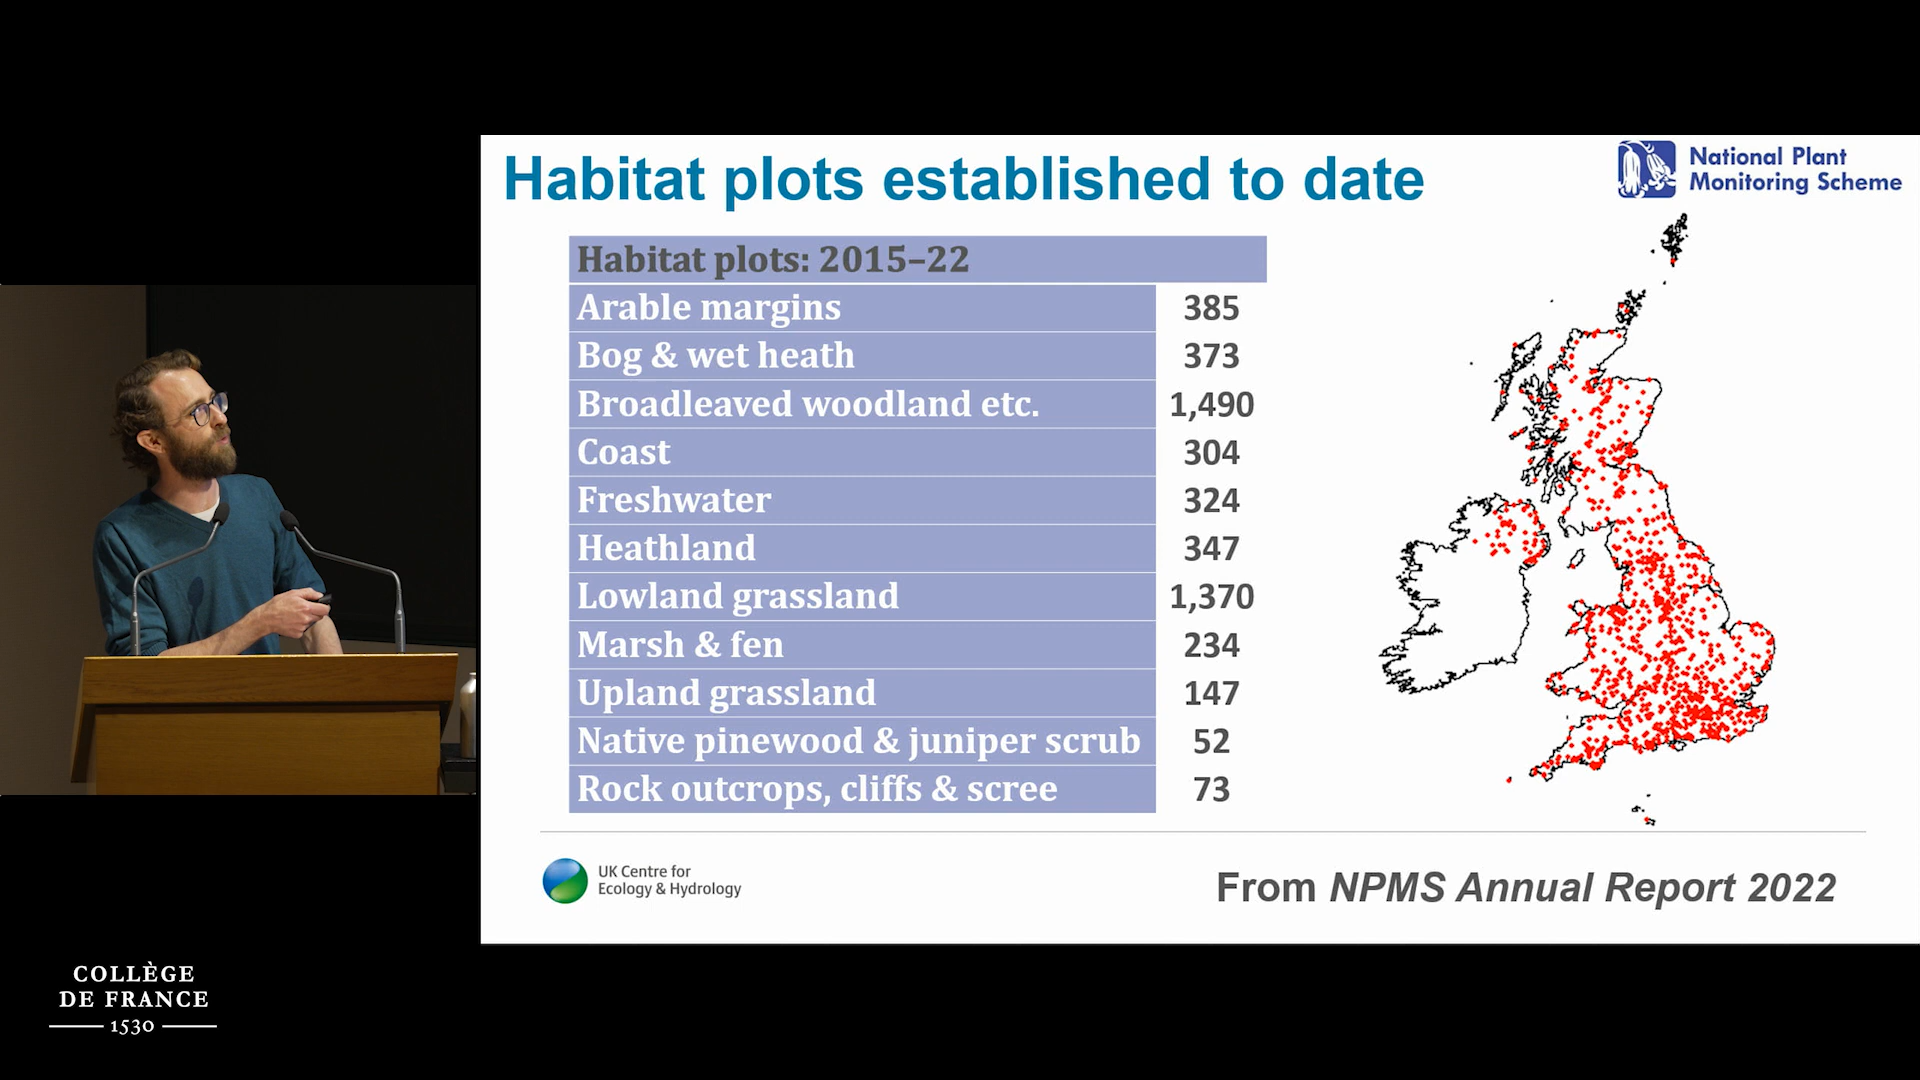 Habitat plots established to date
National Plant
Monitoring Scheme
Habitat plots: 2015–22
Arable margins 385
Bog & wet heath 373
Broadleaved woodland etc. 1,490
Coast 304
Freshwater 324
Heathland 347
Lowland grassland 1,370
Marsh & fen 234
Upland grassland 147
Native pinewood & juniper scrub 52
Rock outcrops, cliffs & scree 73
UK Centre for
Ecology & Hydrology
From NPMS Annual Report 2022
COLLÈGE
DE FRANCE
1530